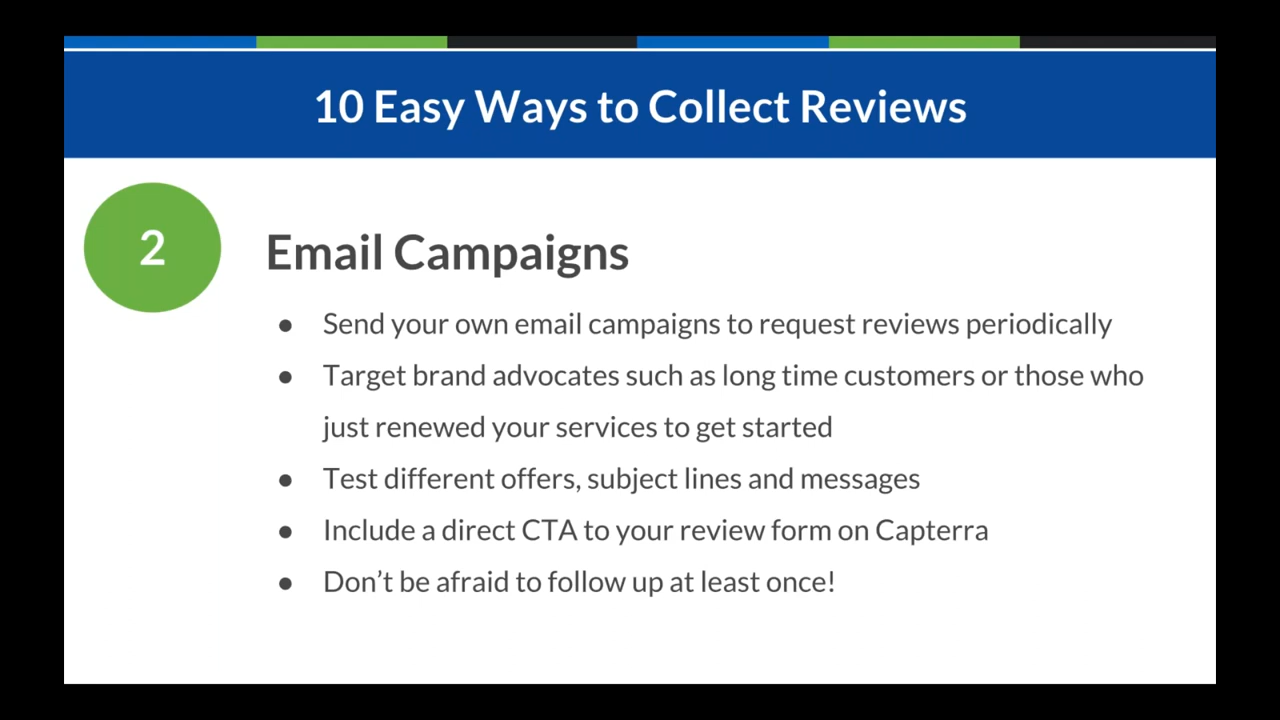 10 Easy Ways to Collect Reviews
2
Email Campaigns
● Send your own email campaigns to request reviews periodically
● Target brand advocates such as long time customers or those who
just renewed your services to get started
● Test different offers, subject lines and messages
● Include a direct CTA to your review form on Capterra
● Don’t be afraid to follow up at least once!